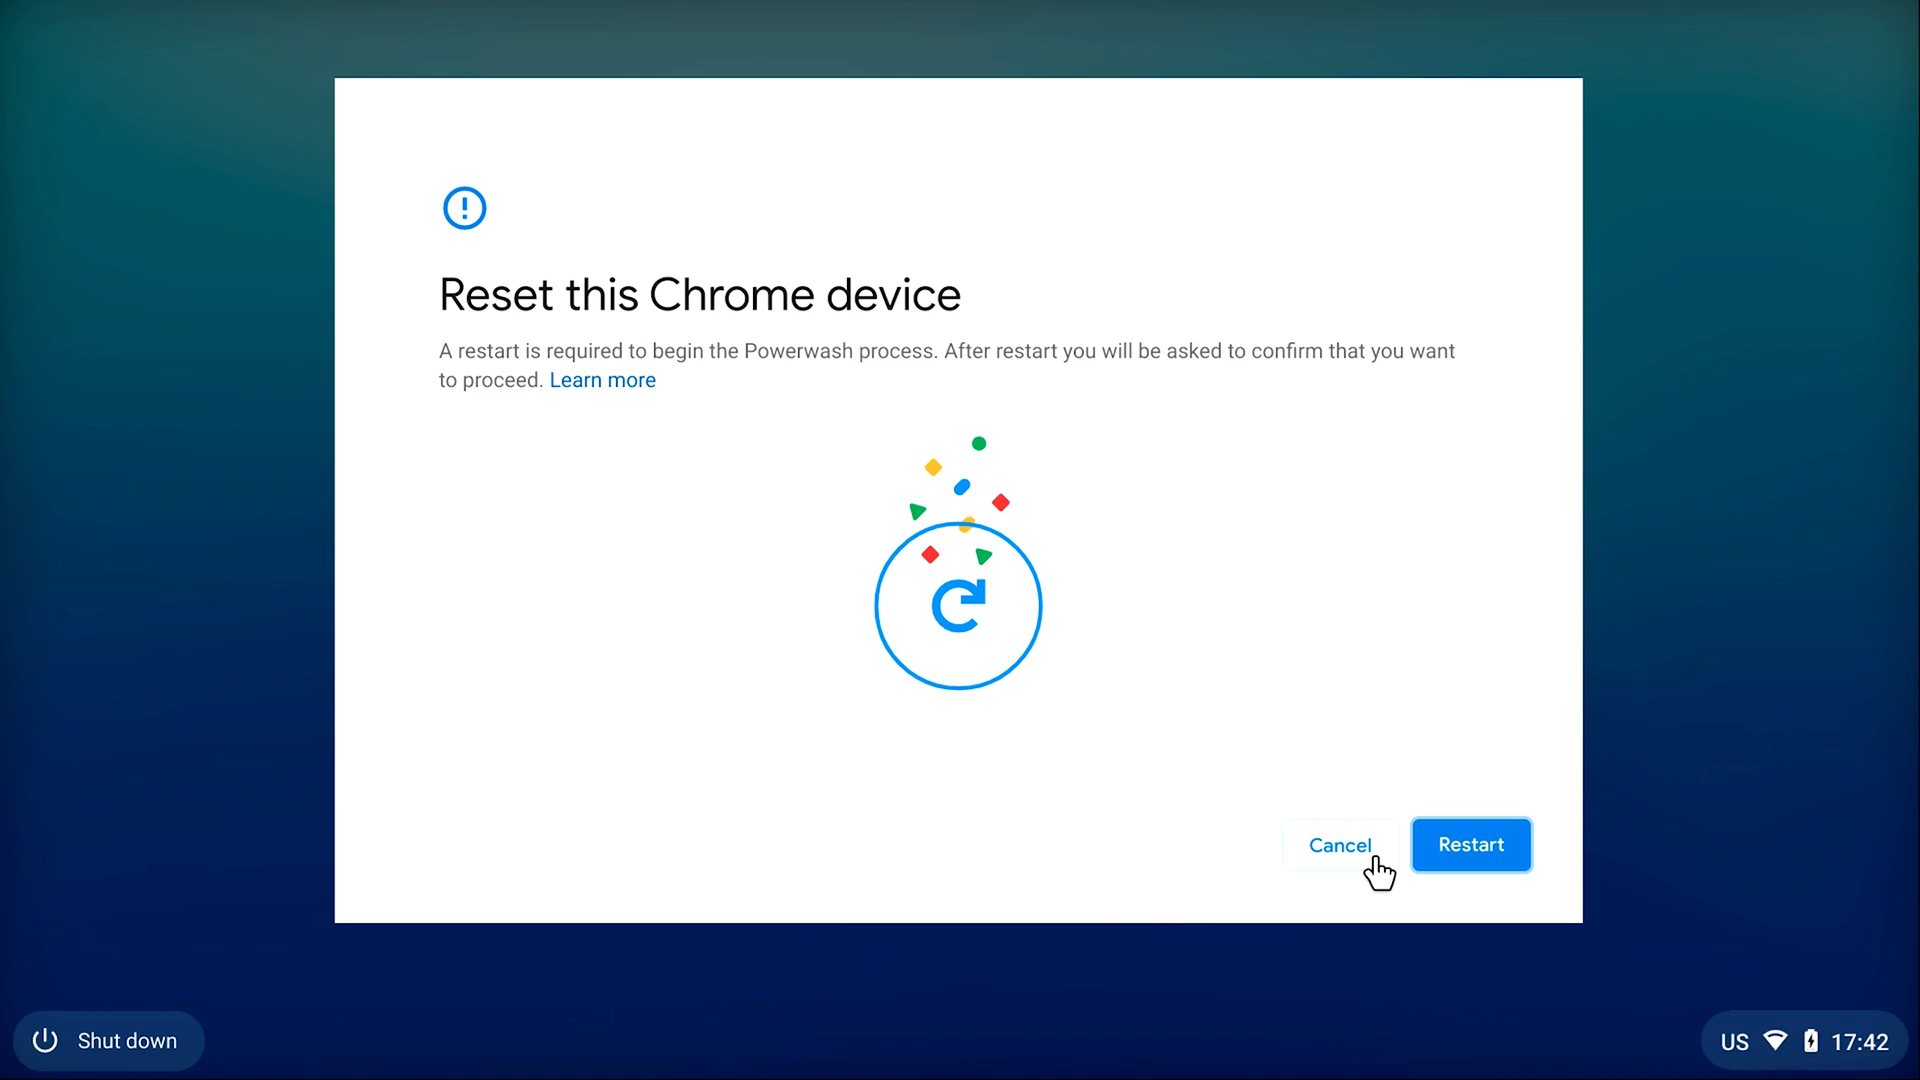 Reset this Chrome device
A restart is required to begin the Powerwash process. After restart you will be asked to confirm that you want
to proceed. Learn more
Cancel
Restart
Shut down
US 17:42